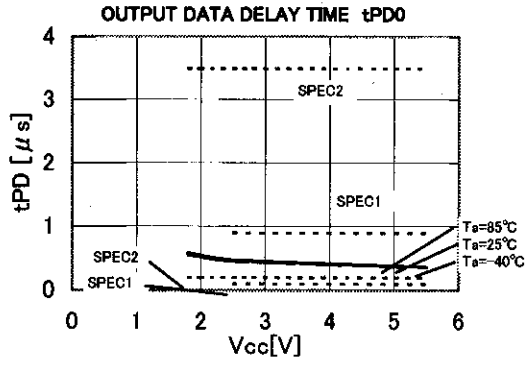 OUTPUT DATA DELAY TIME tPD0
4
3
2
1
0
tPD [μs]
SPEC2
SPEC1
Ta=85℃
Ta=25℃
Ta=-40℃
SPEC2
SPEC1
0 1 2 3 4 5 6
Vcc[V]